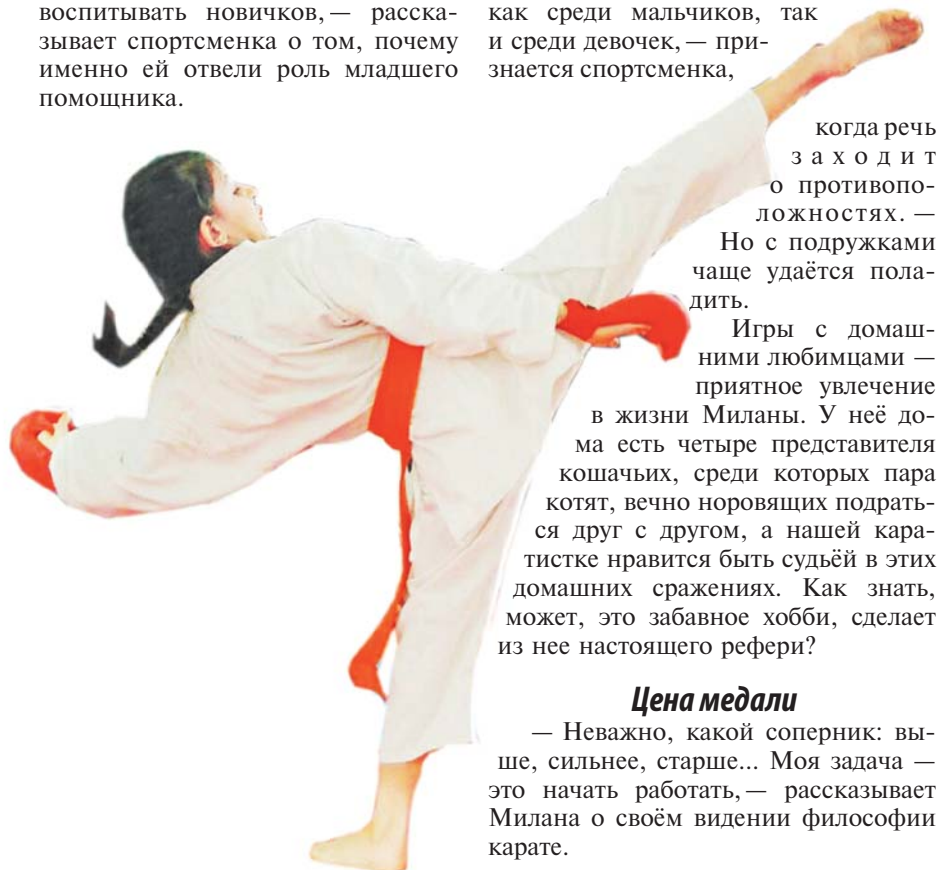 воспитывать новичков,— расска-
зывает спортсменка о том, почему
именно ей отвели роль младшего
помощника.
как среди мальчиков, так
и среди девочек,— при-
знается спортсменка,
когда речь
заходит
о противопо-
ложностях. —
Но с подружками
чаще удаётся пола-
дить.
Игры с домаш-
ними любимцами —
приятное увлечение
в жизни Миланы. У неё до-
ма есть четыре представителя
кошачьих, среди которых пара
котят, вечно норовящих подрать-
ся друг с другом, а нашей кара-
тистке нравится быть судьёй в этих
домашних сражениях. Как знать,
может, это забавное хобби, сделает
из нее настоящего рефери?
Цена медали
— Неважно, какой соперник: вы-
ше, сильнее, старше... Моя задача —
это начать работать,— рассказывает
Милана о своём видении философии
карате.